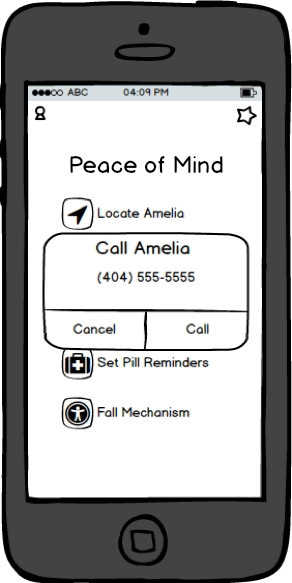 ABC 04:09 PM
Peace of Mind
Locate Amelia
Call Amelia
(404) 555-5555
Cancel Call
Set Pill Reminders
Fall Mechanism